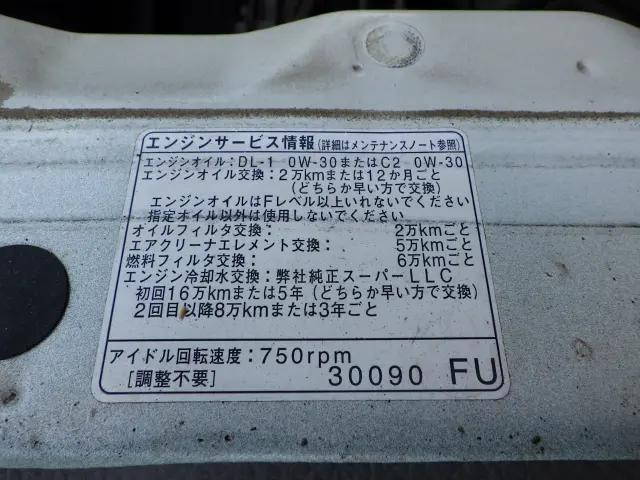 エンジンサービス情報(詳細はメンテナンスノート参照)
エンジンオイル:DL-1 0W-30またはC2 0W-30
エンジンオイル交換:2万kmまたは12か月ごと
(どちらか早い方で交換)
エンジンオイルはFレベル以上いれないでください
指定オイル以外は使用しないでください
オイルフィルタ交換: 2万kmごと
エアクリーナエレメント交換: 5万kmごと
燃料フィルタ交換: 6万kmごと
エンジン冷却水交換:弊社純正スーパーLLC
初回16万kmまたは5年(どちらか早い方で交換)
2回目以降8万kmまたは3年ごと
アイドル回転速度:750rpm
[調整不要] 30090 FU